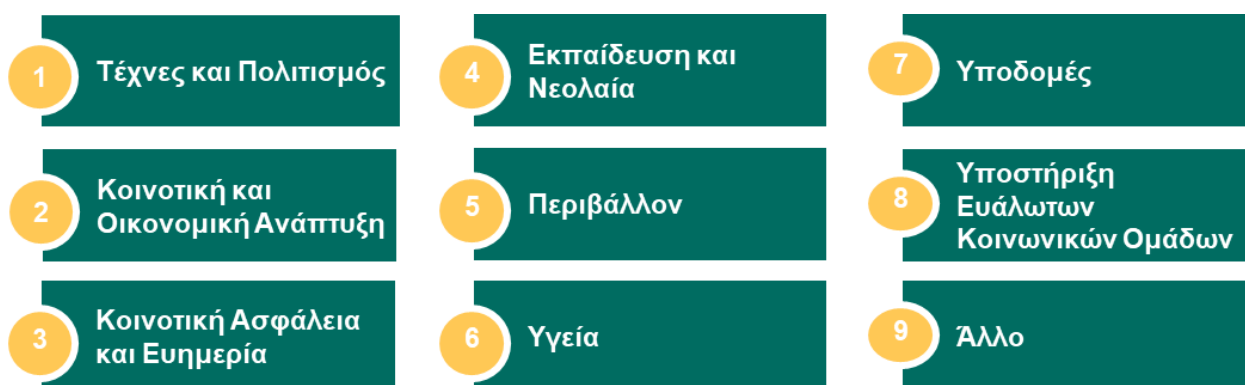 1
Τέχνες και Πολιτισμός
2
Κοινοτική και
Οικονομική Ανάπτυξη
3
Κοινοτική Ασφάλεια
και Ευημερία
4
Εκπαίδευση και
Νεολαία
5
Περιβάλλον
6
Υγεία
7
Υποδομές
8
Υποστήριξη
Ευάλωτων
Κοινωνικών Ομάδων
9
Άλλο